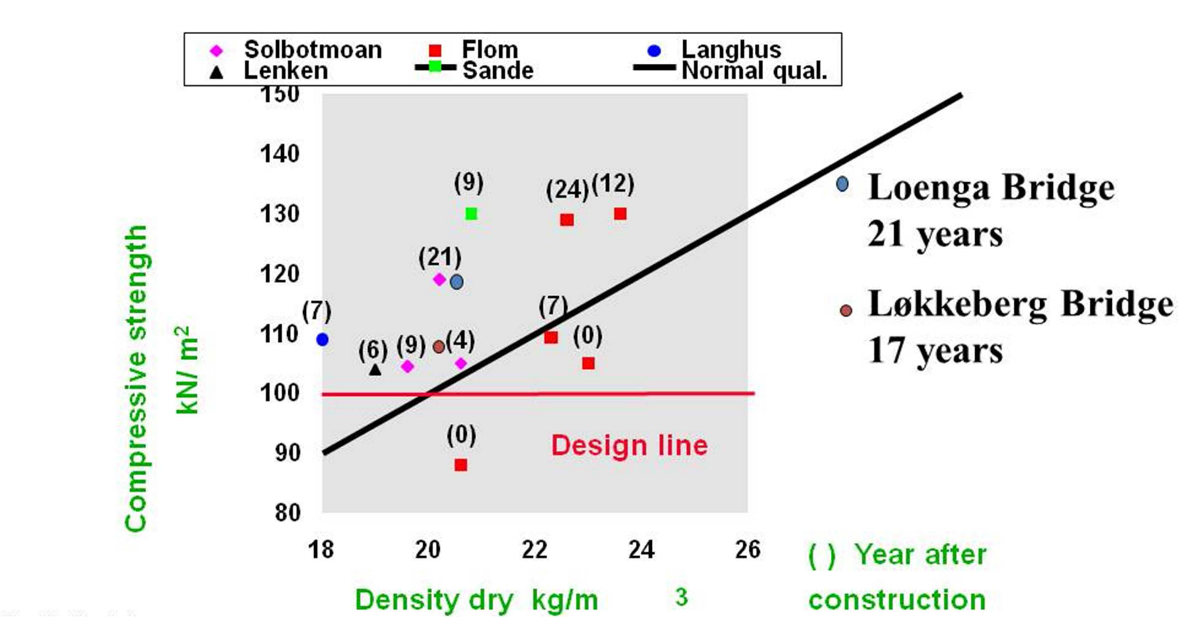 Solbotmoan Flom Langhus
Lenken Sande Normal qual.
150
140
130
120
110
100
90
80
(9)
(24) (12)
(21)
(7)
(7)
(0)
(6) (9) (4)
(0)
Design line
18 20 22 24 26
Compressive strength
kN/ m²
Density dry kg/m 3
( ) Year after
construction
Loenga Bridge
21 years
Løkkeberg Bridge
17 years